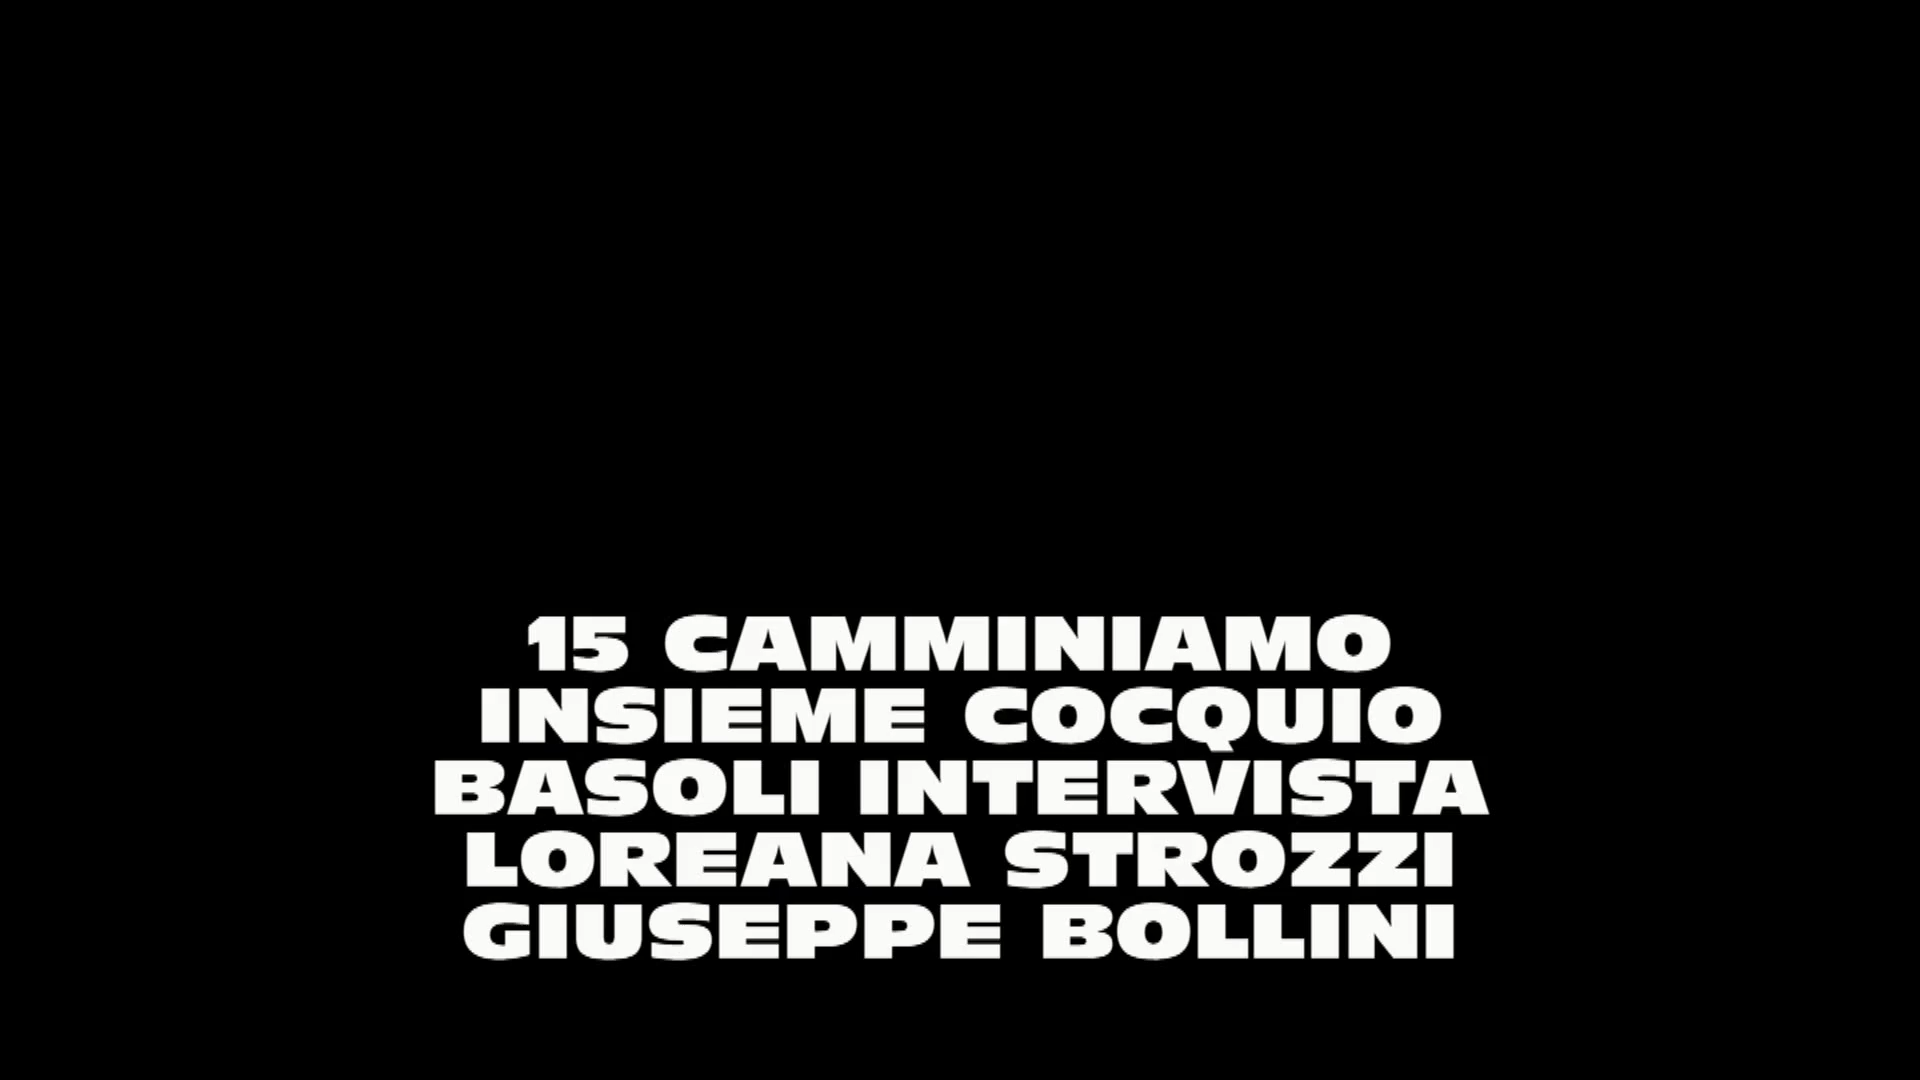 15 CAMMINIAMO
INSIEME COCQUIO
BASOLI INTERVISTA
LOREANA STROZZI
GIUSEPPE BOLLINI